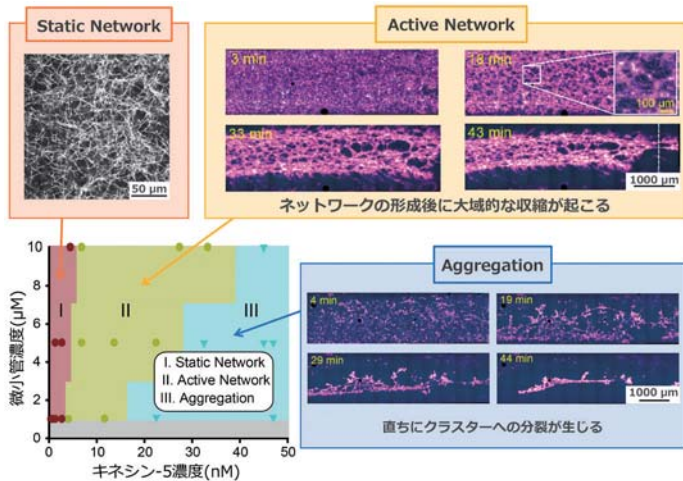 Static Network
50 μm
Active Network
3 min
18 min
100 μm
33 min
43 min
1000 μm
ネットワークの形成後に大域的な収縮が起こる
微小管濃度(μM)
10
8
6
4
2
0
0
10
20
30
40
50
キネシン-5濃度(nM)
I
II
III
I. Static Network
II. Active Network
III. Aggregation
Aggregation
4 min
19 min
29 min
44 min
1000 μm
直ちにクラスターへの分裂が生じる